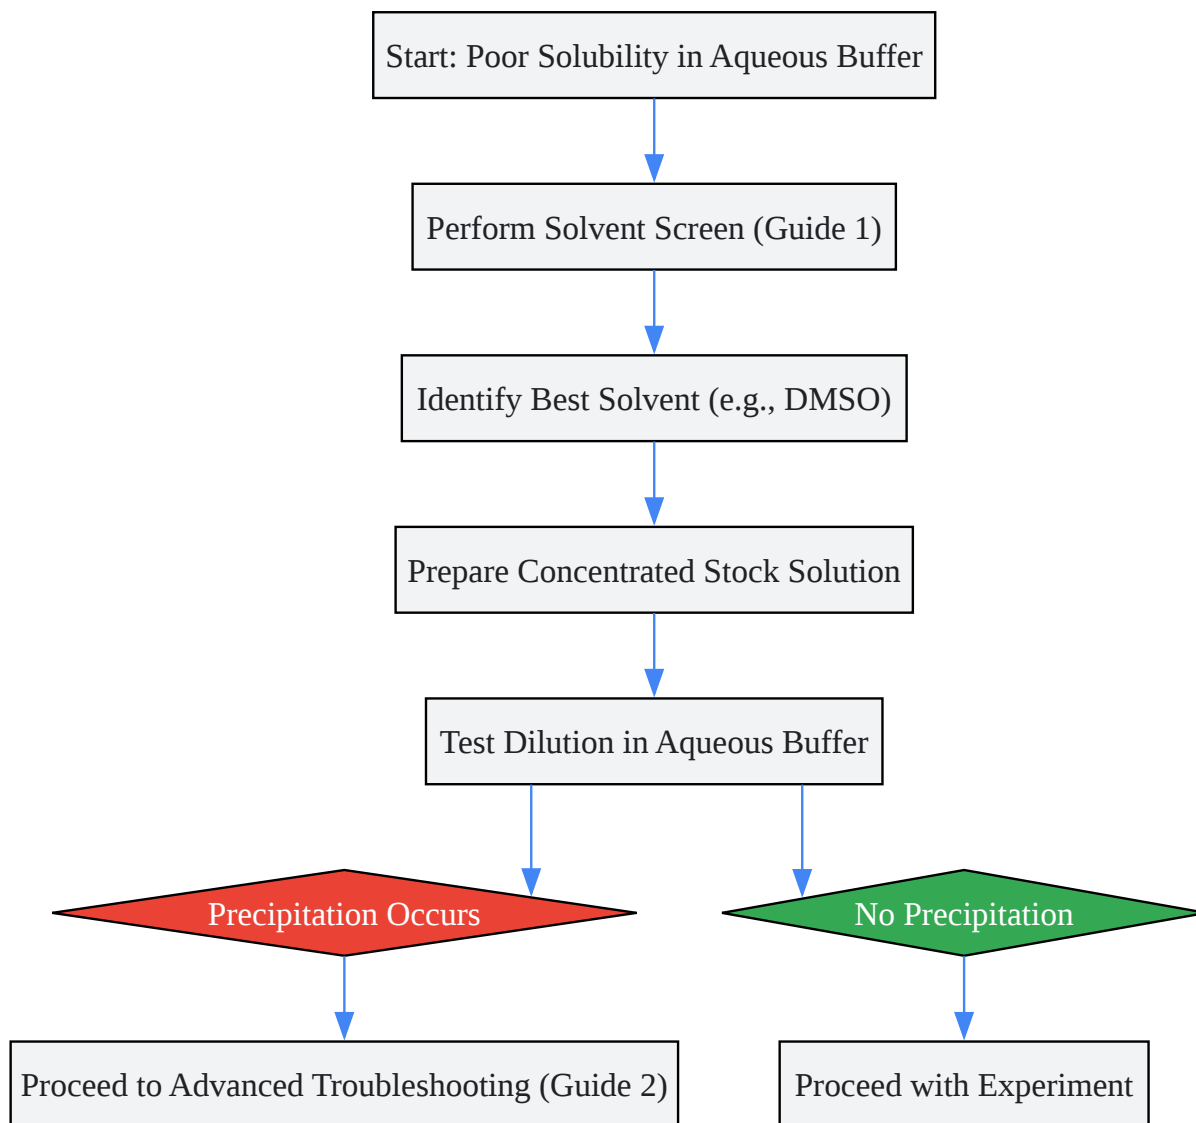 Start: Poor Solubility in Aqueous Buffer
Perform Solvent Screen (Guide 1)
Identify Best Solvent (e.g., DMSO)
Prepare Concentrated Stock Solution
Test Dilution in Aqueous Buffer
Precipitation Occurs
No Precipitation
Proceed to Advanced Troubleshooting (Guide 2)
Proceed with Experiment